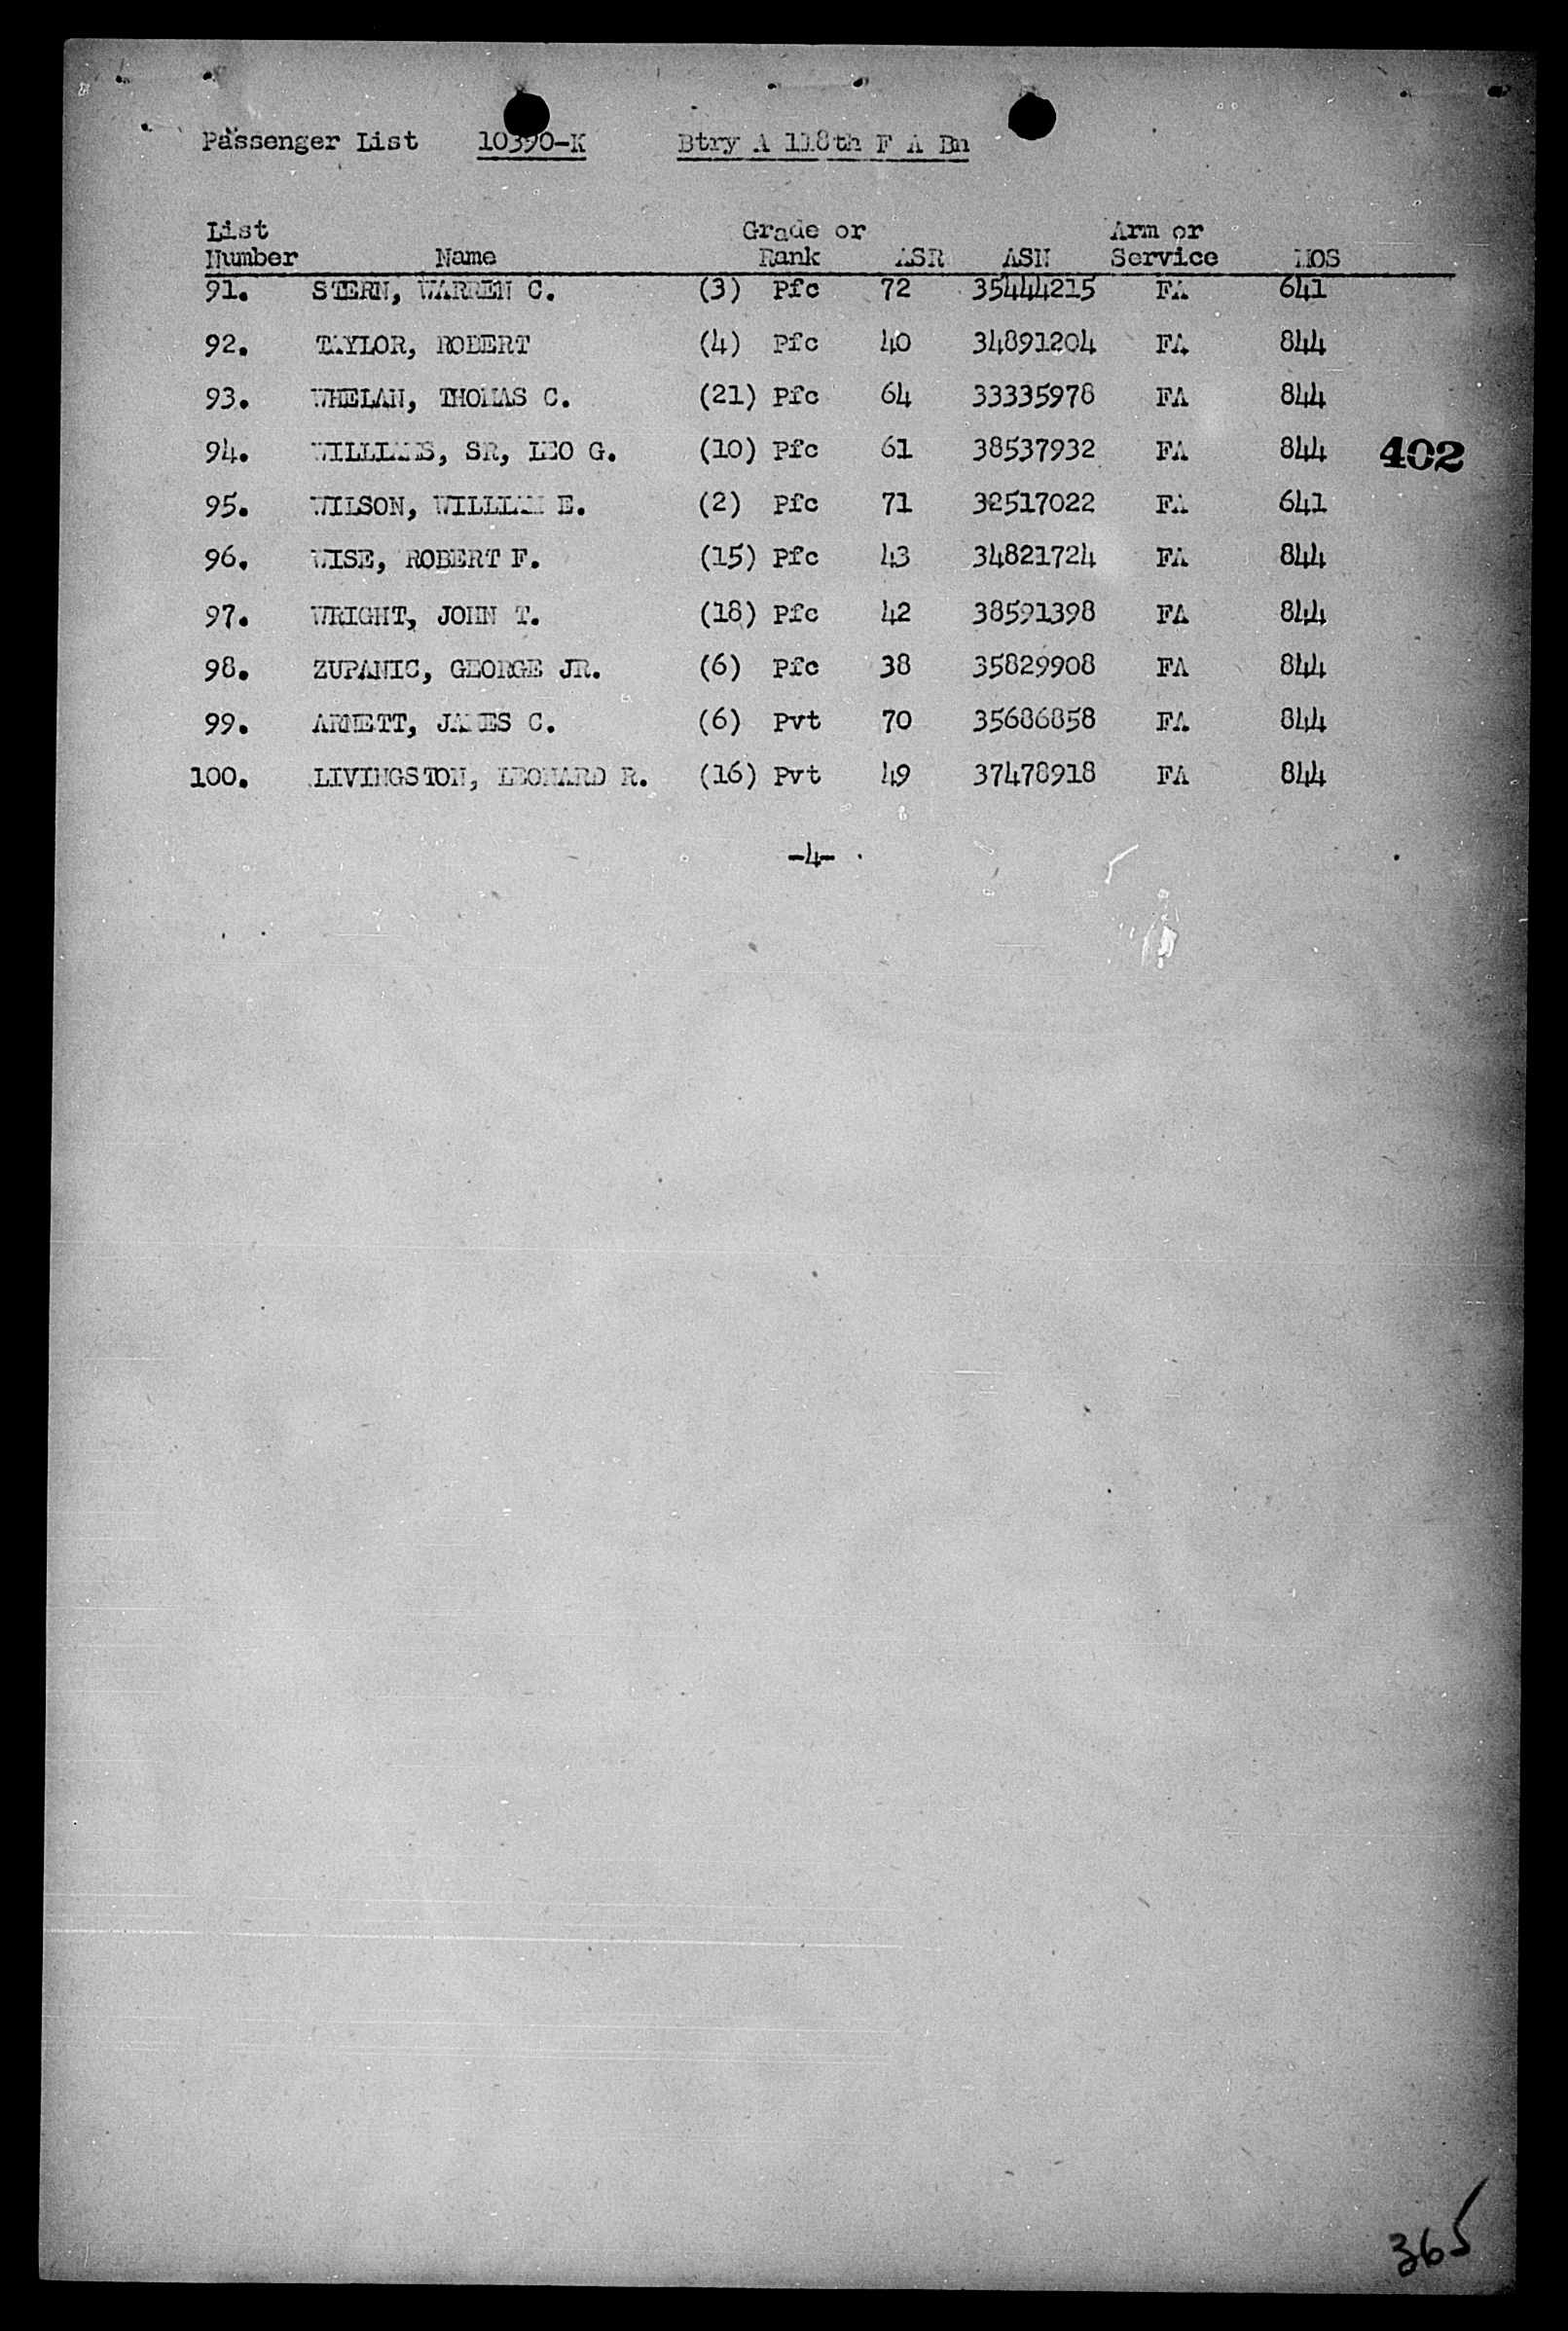 Passenger List 10390-K Btry A 118th F A Bn
List Number Name Grade or Rank ASR ASN Arm or Service MOS
91. STERN, WARREN C. (3) Pfc 72 35444215 FA 641
92. TAYLOR, ROBERT (4) Pfc 40 34891204 FA 844
93. WHELAN, THOMAS C. (21) Pfc 64 33335978 FA 844
94. WILLIAMS, SR, LEO G. (10) Pfc 61 38537932 FA 844 402
95. WILSON, WILLIAM E. (2) Pfc 71 32517022 FA 641
96. WISE, ROBERT F. (15) Pfc 43 34821724 FA 844
97. WRIGHT, JOHN T. (18) Pfc 42 38591398 FA 844
98. ZUPANIC, GEORGE JR. (6) Pfc 38 35829908 FA 844
99. ARNETT, JAMES C. (6) Pvt 70 35686858 FA 844
100. LIVINGSTON, LEONARD R. (16) Pvt 49 37478918 FA 844
-4-
365